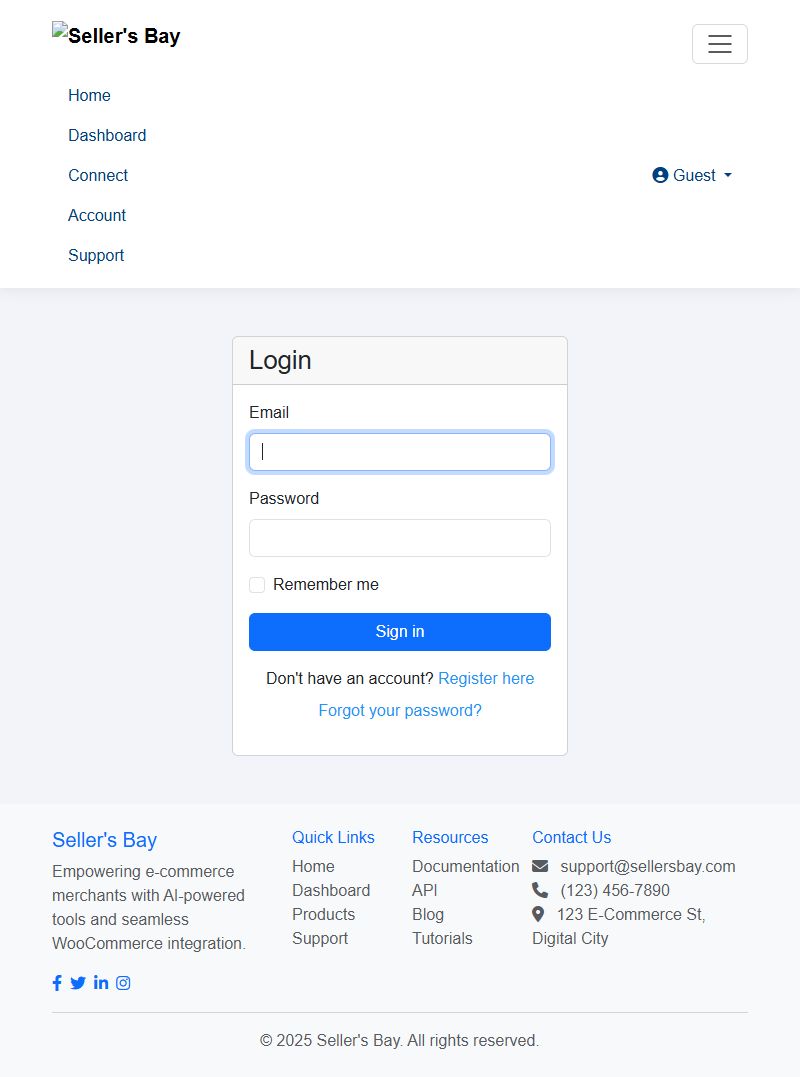 Seller's Bay
Home
Dashboard
Connect
Account
Support
Guest
Login
Email
Password
Remember me
Sign in
Don't have an account? Register here
Forgot your password?
Seller's Bay
Empowering e-commerce
merchants with AI-powered
tools and seamless
WooCommerce integration.
Quick Links
Home
Dashboard
Products
Support
Resources
Documentation
API
Blog
Tutorials
Contact Us
support@sellersbay.com
(123) 456-7890
123 E-Commerce St,
Digital City
© 2025 Seller's Bay. All rights reserved.